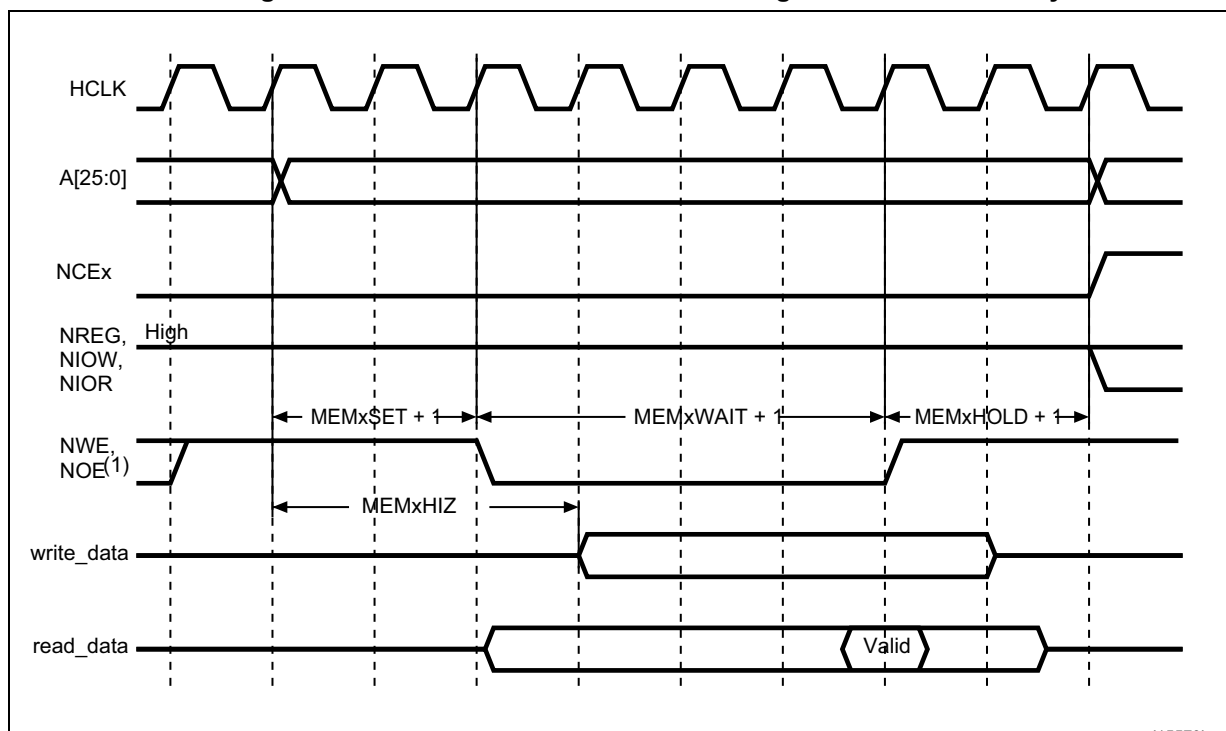 HCLK
A[25:0]
NCEx
NREG, High
NIOW,
NIOR
MEMxSET + 1 MEMxWAIT + 1 MEMxHOLD + 1
NWE,
NOE(1)
MEMxHIZ
write_data
read_data Valid